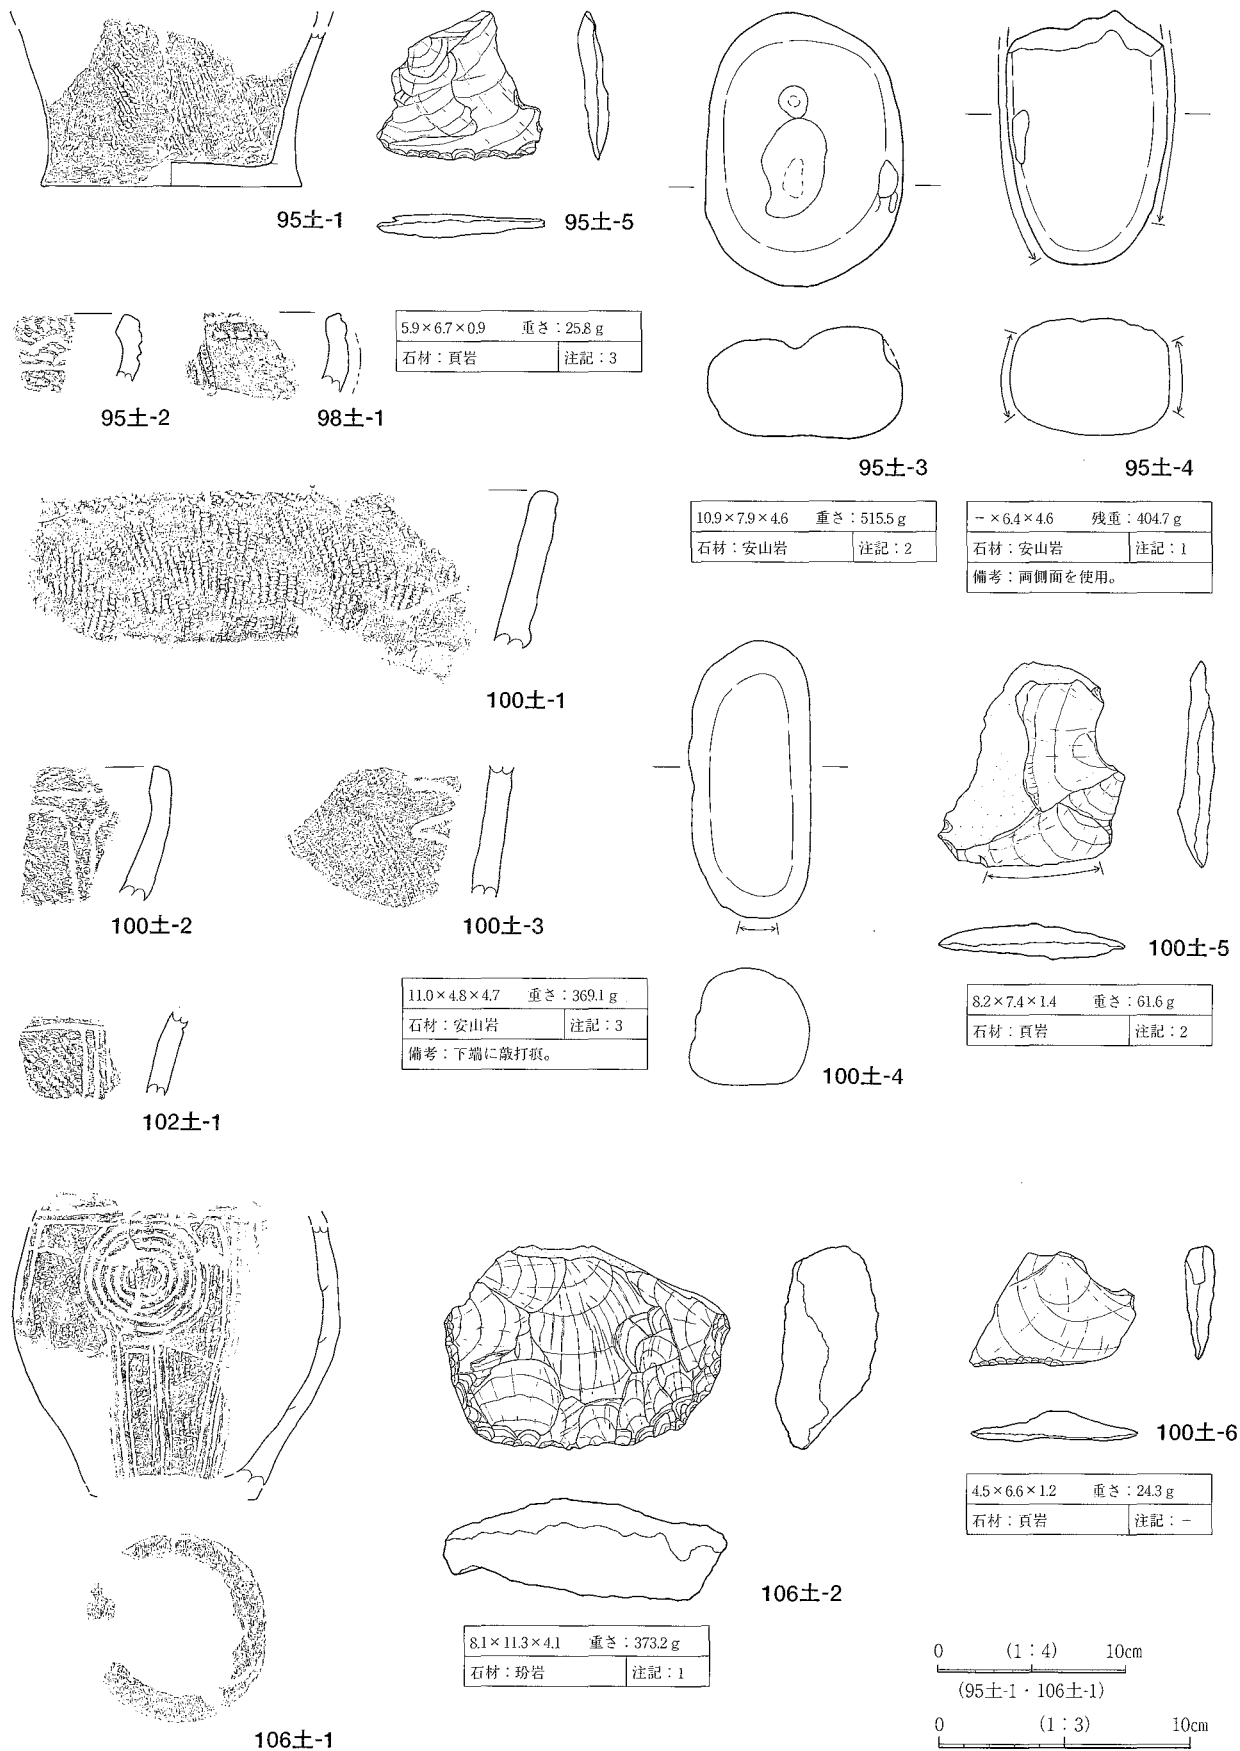 95土-1
95土-5
5.9×6.7×0.9 重さ：25.8 g
石材：頁岩 注記：3
95土-2
98土-1
95土-3
95土-4
10.9×7.9×4.6 重さ：515.5 g
石材：安山岩 注記：2
－×6.4×4.6 残重：404.7 g
石材：安山岩 注記：1
備考：両側面を使用。
100土-1
100土-2
100土-3
100土-5
11.0×4.8×4.7 重さ：369.1 g
石材：安山岩 注記：3
備考：下端に敲打痕。
8.2×7.4×1.4 重さ：61.6 g
石材：頁岩 注記：2
100土-4
102土-1
100土-6
4.5×6.6×1.2 重さ：24.3 g
石材：頁岩 注記：－
106土-2
8.1×11.3×4.1 重さ：373.2 g
石材：玢岩 注記：1
106土-1
0 (1：4) 10cm
(95土-1・106土-1)
0 (1：3) 10cm